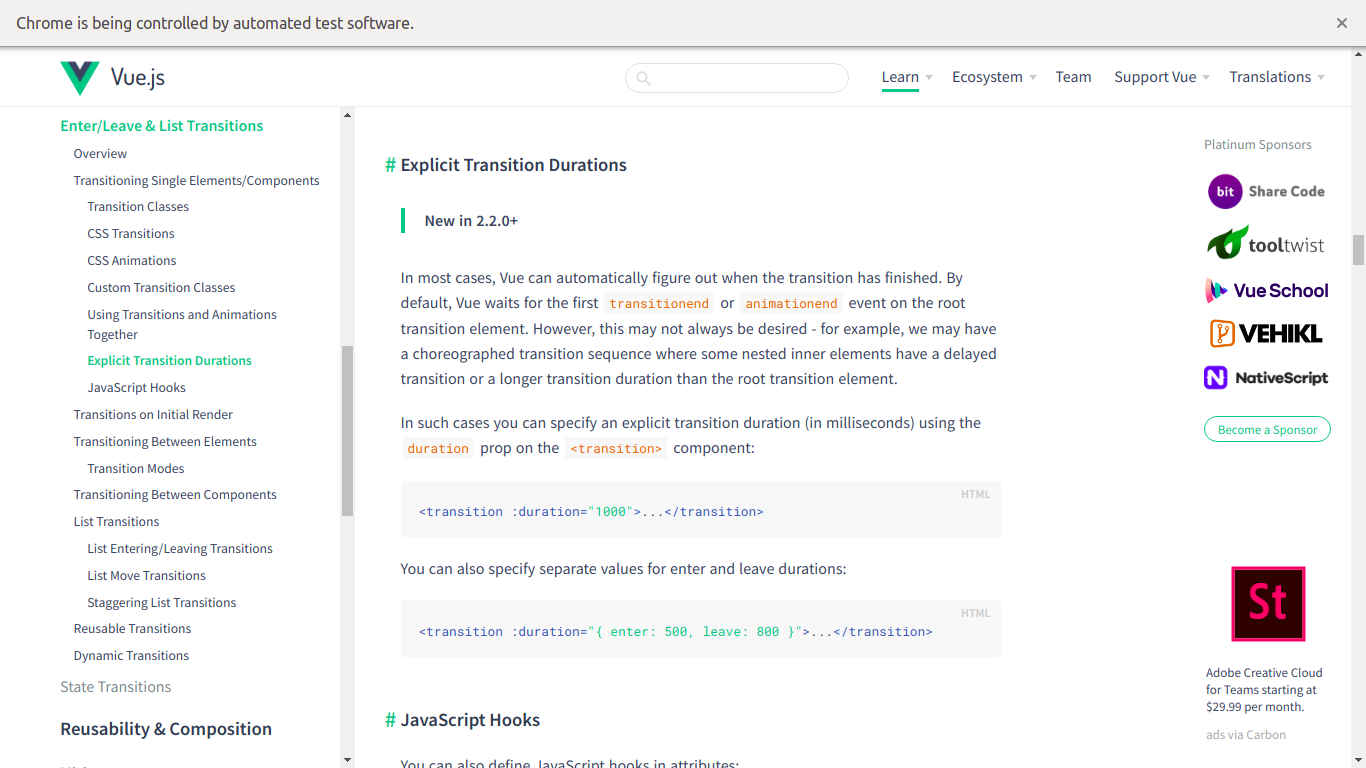 Chrome is being controlled by automated test software.
Vue.js
Learn
Ecosystem
Team
Support Vue
Translations
Enter/Leave & List Transitions
Overview
Transitioning Single Elements/Components
Transition Classes
CSS Transitions
CSS Animations
Custom Transition Classes
Using Transitions and Animations
Together
Explicit Transition Durations
JavaScript Hooks
Transitions on Initial Render
Transitioning Between Elements
Transition Modes
Transitioning Between Components
List Transitions
List Entering/Leaving Transitions
List Move Transitions
Staggering List Transitions
Reusable Transitions
Dynamic Transitions
State Transitions
Reusability & Composition
# Explicit Transition Durations
New in 2.2.0+
In most cases, Vue can automatically figure out when the transition has finished. By
default, Vue waits for the first transitionend or animationend event on the root
transition element. However, this may not always be desired - for example, we may have
a choreographed transition sequence where some nested inner elements have a delayed
transition or a longer transition duration than the root transition element.
In such cases you can specify an explicit transition duration (in milliseconds) using the
duration prop on the <transition> component:
HTML
<transition :duration="1000">...</transition>
You can also specify separate values for enter and leave durations:
HTML
<transition :duration="{ enter: 500, leave: 800 }">...</transition>
# JavaScript Hooks
You can also define JavaScript hooks in attributes:
Platinum Sponsors
bit Share Code
tooltwist
Vue School
VEHIKL
N NativeScript
Become a Sponsor
St
Adobe Creative Cloud
for Teams starting at
$29.99 per month.
ads via Carbon